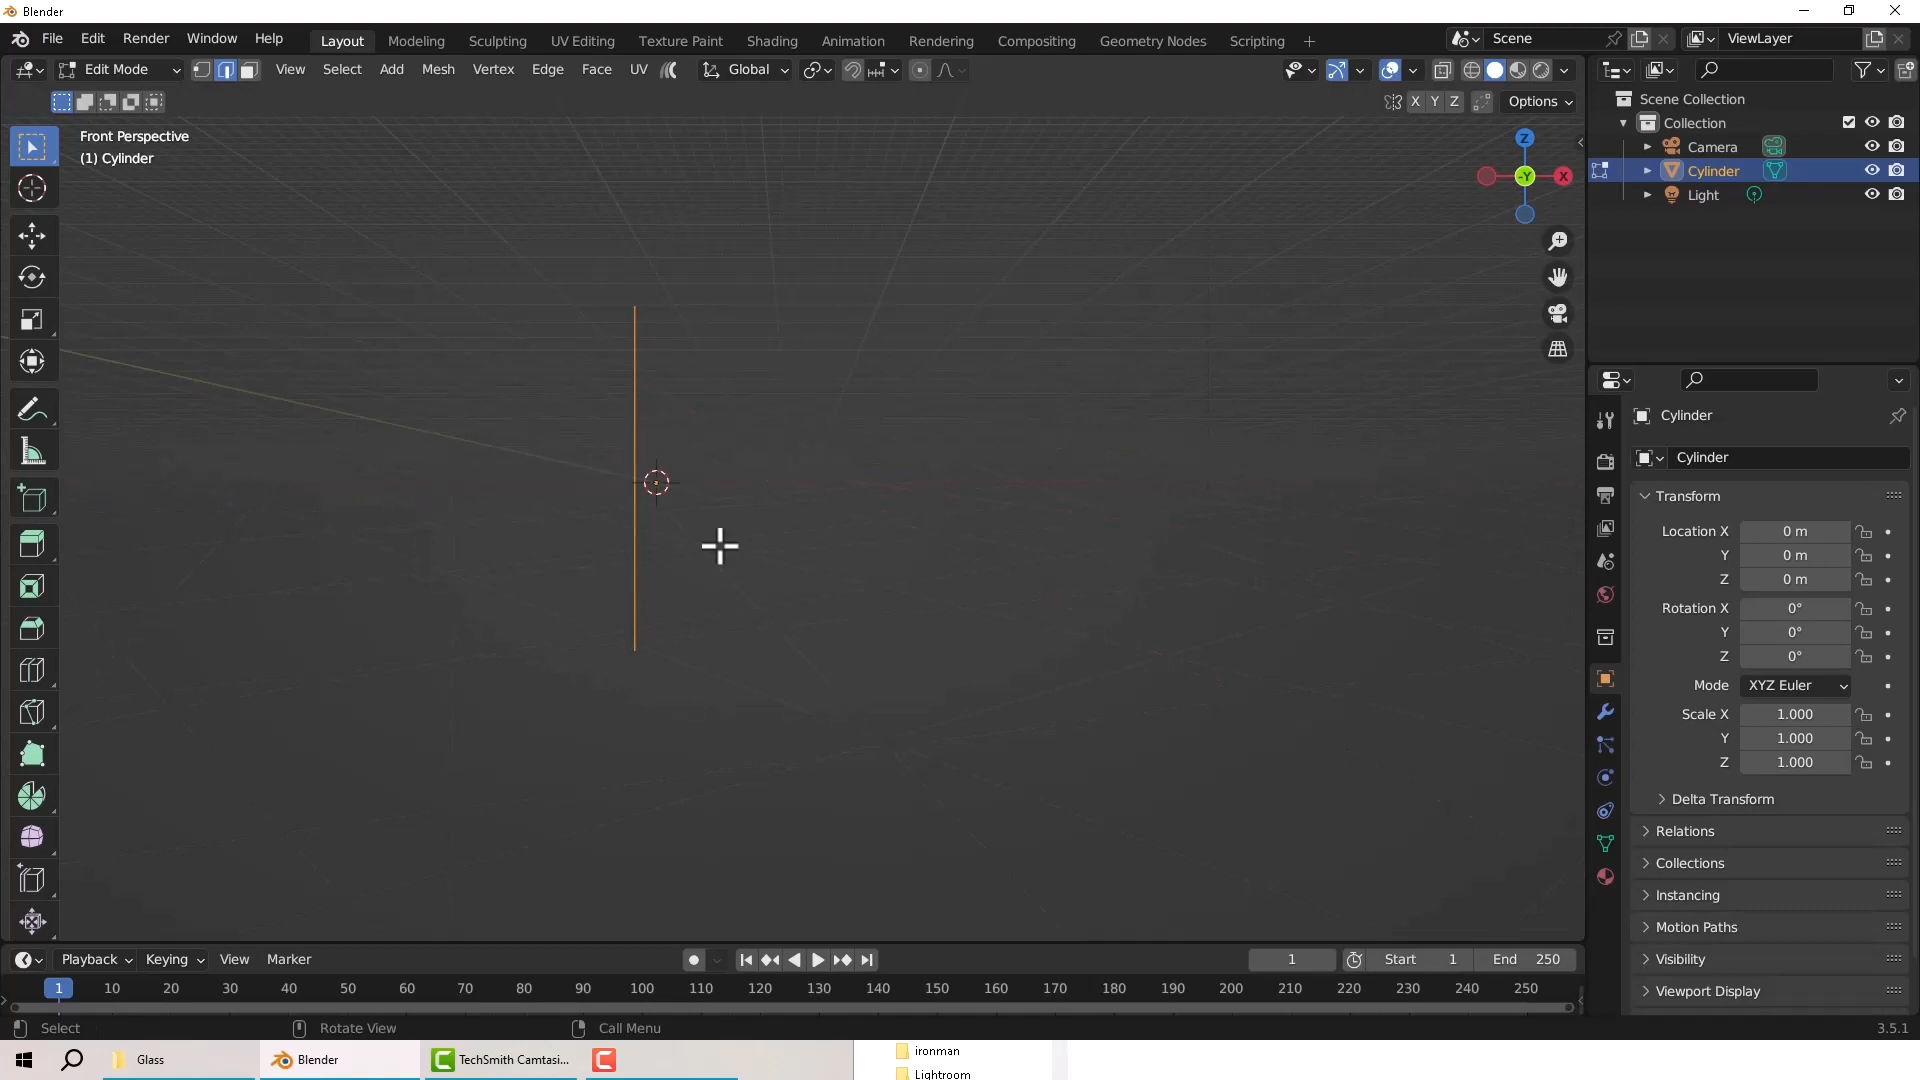 Blender
File Edit Render Window Help Layout Modeling Sculpting UV Editing Texture Paint Shading Animation Rendering Compositing Geometry Nodes Scripting Scene ViewLayer
Edit Mode View Select Add Mesh Vertex Edge Face UV Global
X Y Z Options
Front Perspective
(1) Cylinder
Z
-Y
X
Scene Collection
Collection
Camera
Cylinder
Light
Cylinder
Cylinder
Transform
Location X 0 m
Y 0 m
Z 0 m
Rotation X 0°
Y 0°
Z 0°
Mode XYZ Euler
Scale X 1.000
Y 1.000
Z 1.000
Delta Transform
Relations
Collections
Instancing
Motion Paths
Visibility
Viewport Display
Playback Keying View Marker 1 Start 1 End 250
1 10 20 30 40 50 60 70 80 90 100 110 120 130 140 150 160 170 180 190 200 210 220 230 240 250
Select Rotate View Call Menu 3.5.1
Glass Blender TechSmith Camtasi... ironman
Lightroom